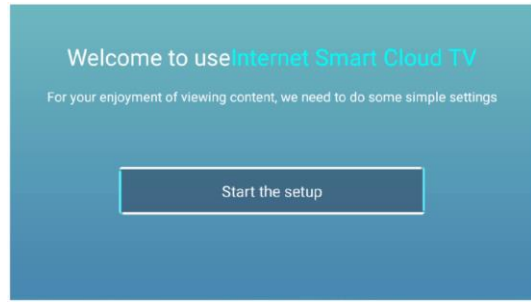 Welcome to useInternet Smart Cloud TV
For your enjoyment of viewing content, we need to do some simple settings
Start the setup